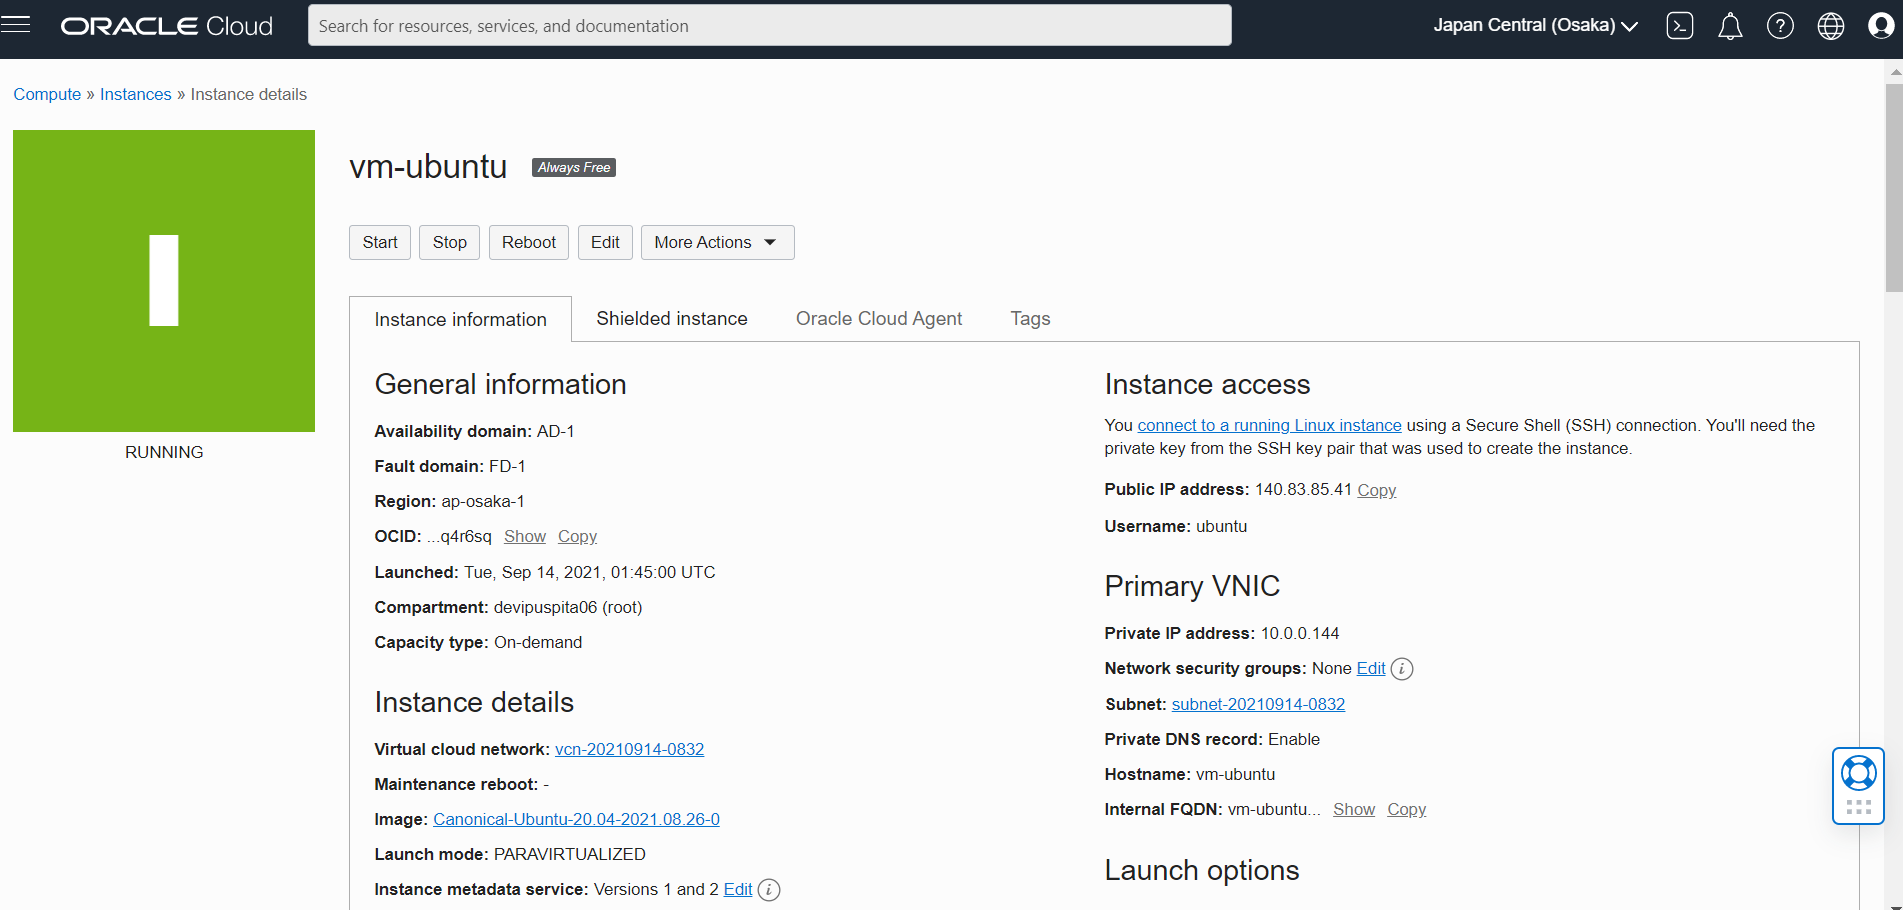 ORACLE Cloud
Search for resources, services, and documentation
Japan Central (Osaka)
Compute » Instances » Instance details
RUNNING
vm-ubuntu Always Free
Start Stop Reboot Edit More Actions
Instance information Shielded instance Oracle Cloud Agent Tags
General information
Availability domain: AD-1
Fault domain: FD-1
Region: ap-osaka-1
OCID: ...q4r6sq Show Copy
Launched: Tue, Sep 14, 2021, 01:45:00 UTC
Compartment: devipuspita06 (root)
Capacity type: On-demand
Instance details
Virtual cloud network: vcn-20210914-0832
Maintenance reboot: -
Image: Canonical-Ubuntu-20.04-2021.08.26-0
Launch mode: PARAVIRTUALIZED
Instance metadata service: Versions 1 and 2 Edit i
Instance access
You connect to a running Linux instance using a Secure Shell (SSH) connection. You'll need the
private key from the SSH key pair that was used to create the instance.
Public IP address: 140.83.85.41 Copy
Username: ubuntu
Primary VNIC
Private IP address: 10.0.0.144
Network security groups: None Edit i
Subnet: subnet-20210914-0832
Private DNS record: Enable
Hostname: vm-ubuntu
Internal FQDN: vm-ubuntu... Show Copy
Launch options